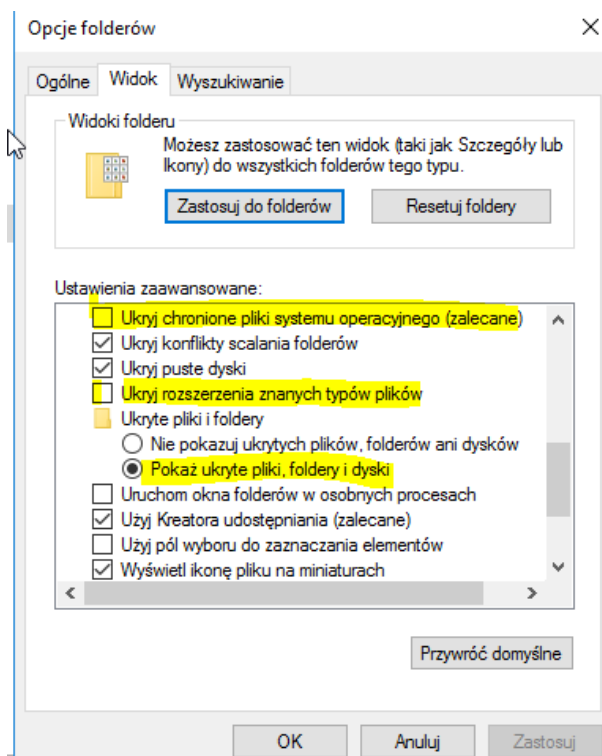 Opcje folderów
Ogólne Widok Wyszukiwanie
Widoki folderu
Możesz zastosować ten widok (taki jak Szczegóły lub
Ikony) do wszystkich folderów tego typu.
Zastosuj do folderów Resetuj foldery
Ustawienia zaawansowane:
Ukryj chronione pliki systemu operacyjnego (zalecane)
Ukryj konflikty scalania folderów
Ukryj puste dyski
Ukryj rozszerzenia znanych typów plików
Ukryte pliki i foldery
Nie pokazuj ukrytych plików, folderów ani dysków
Pokaż ukryte pliki, foldery i dyski
Uruchom okna folderów w osobnych procesach
Użyj Kreatora udostępniania (zalecane)
Użyj pól wyboru do zaznaczania elementów
Wyświetl ikonę pliku na miniaturach
Przywróć domyślne
OK Anuluj Zastosuj